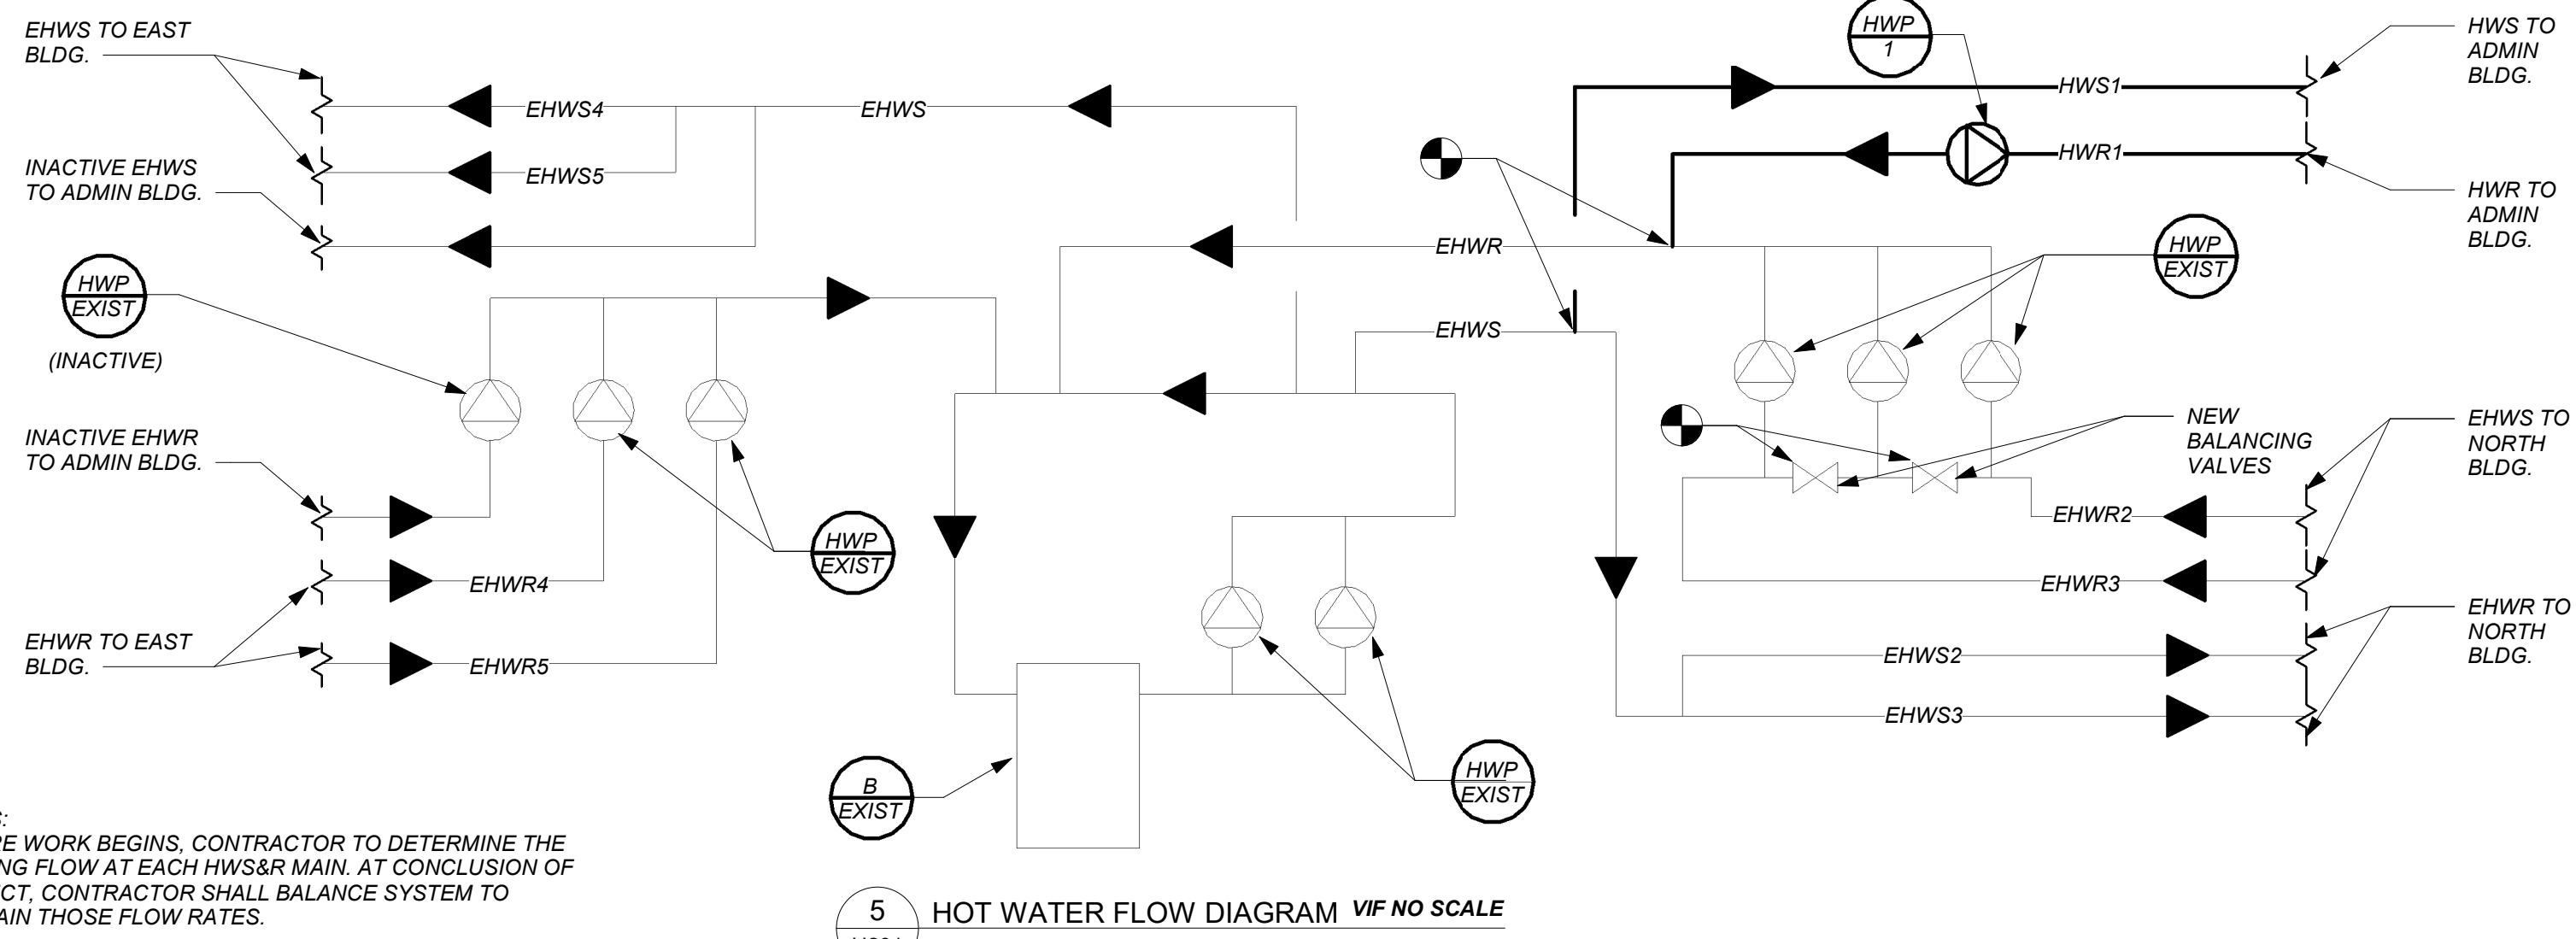 EHWS TO EAST
BLDG.
EHWS4
EHWS
EHWS5
INACTIVE EHWS
TO ADMIN BLDG.
HWP
EXIST
(INACTIVE)
INACTIVE EHWR
TO ADMIN BLDG.
EHWR4
EHWR TO EAST
BLDG.
EHWR5
HWP
EXIST
HWP
1
HWS1
HWR1
HWS TO
ADMIN
BLDG.
HWR TO
ADMIN
BLDG.
EHWR
EHWS
HWP
EXIST
NEW
BALANCING
VALVES
EHWS TO
NORTH
BLDG.
EHWR2
EHWR3
EHWR TO
NORTH
BLDG.
EHWS2
EHWS3
B
EXIST
HWP
EXIST
RE WORK BEGINS, CONTRACTOR TO DETERMINE THE
NG FLOW AT EACH HWS&R MAIN. AT CONCLUSION OF
CT, CONTRACTOR SHALL BALANCE SYSTEM TO
AIN THOSE FLOW RATES.
5
HOT WATER FLOW DIAGRAM VIF NO SCALE